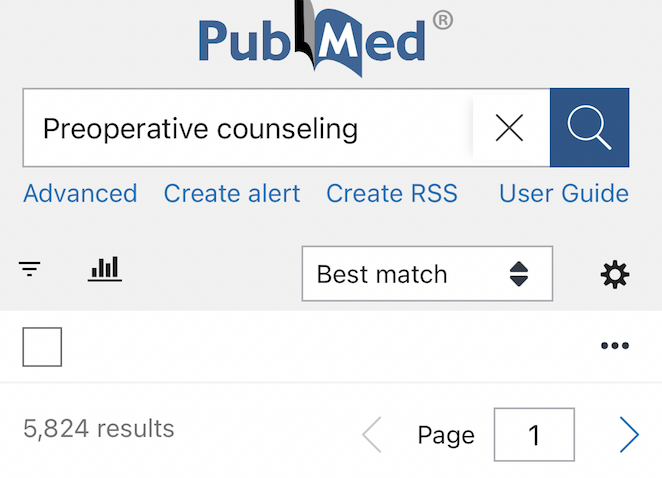 PubMed®
Preoperative counseling
Advanced Create alert Create RSS User Guide
Best match
5,824 results Page 1